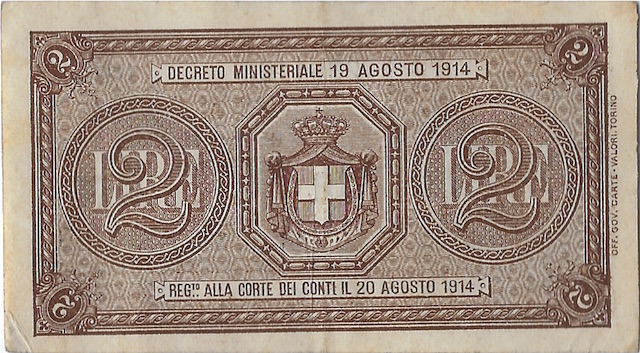 2 2
DECRETO MINISTERIALE 19 AGOSTO 1914
LIRE 2 LIRE 2
REG.TO ALLA CORTE DEI CONTI IL 20 AGOSTO 1914
2 2
OFF. GOV. CARTE-VALORI. TORINO